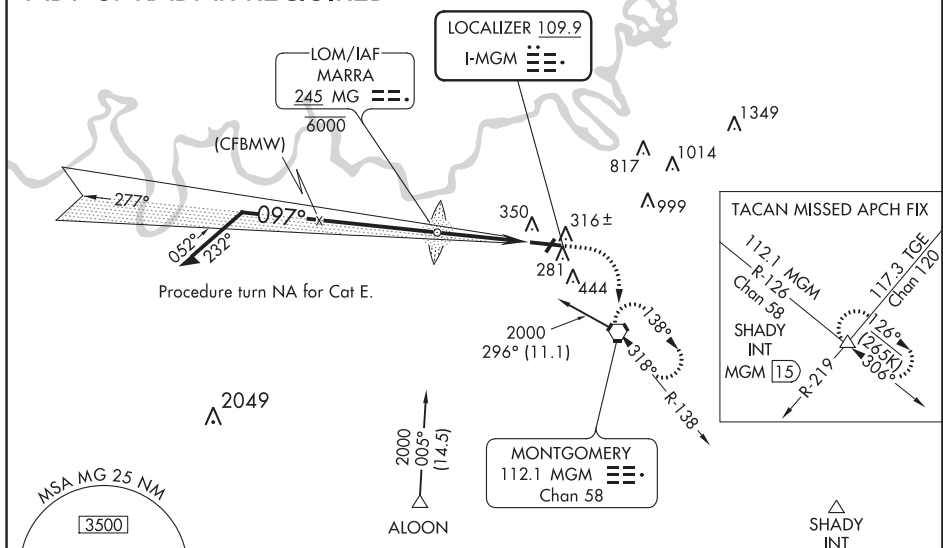 LOCALIZER 109.9
I-MGM
LOM/IAF
MARRA
245 MG
6000
(CFBMW)
1349
817
1014
999
277°
097°
350
316±
281
444
052°
232°
Procedure turn NA for Cat E.
2000
296° (11.1)
138°
318°
R-138
TACAN MISSED APCH FIX
112.1 MGM
R-126
Chan 58
117.3 TGE
Chan 120
SHADY
INT
MGM 15
126°
(265K)
306°
R-219
2049
2000
005°
(14.5)
ALOON
MONTGOMERY
112.1 MGM
Chan 58
MSA MG 25 NM
3500
SHADY
INT